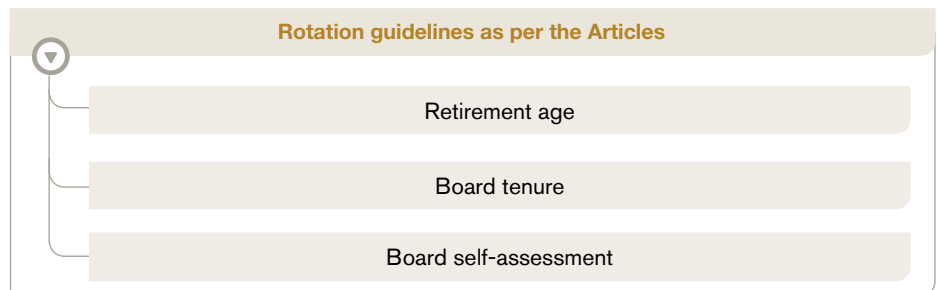 Rotation guidelines as per the Articles
Retirement age
Board tenure
Board self-assessment